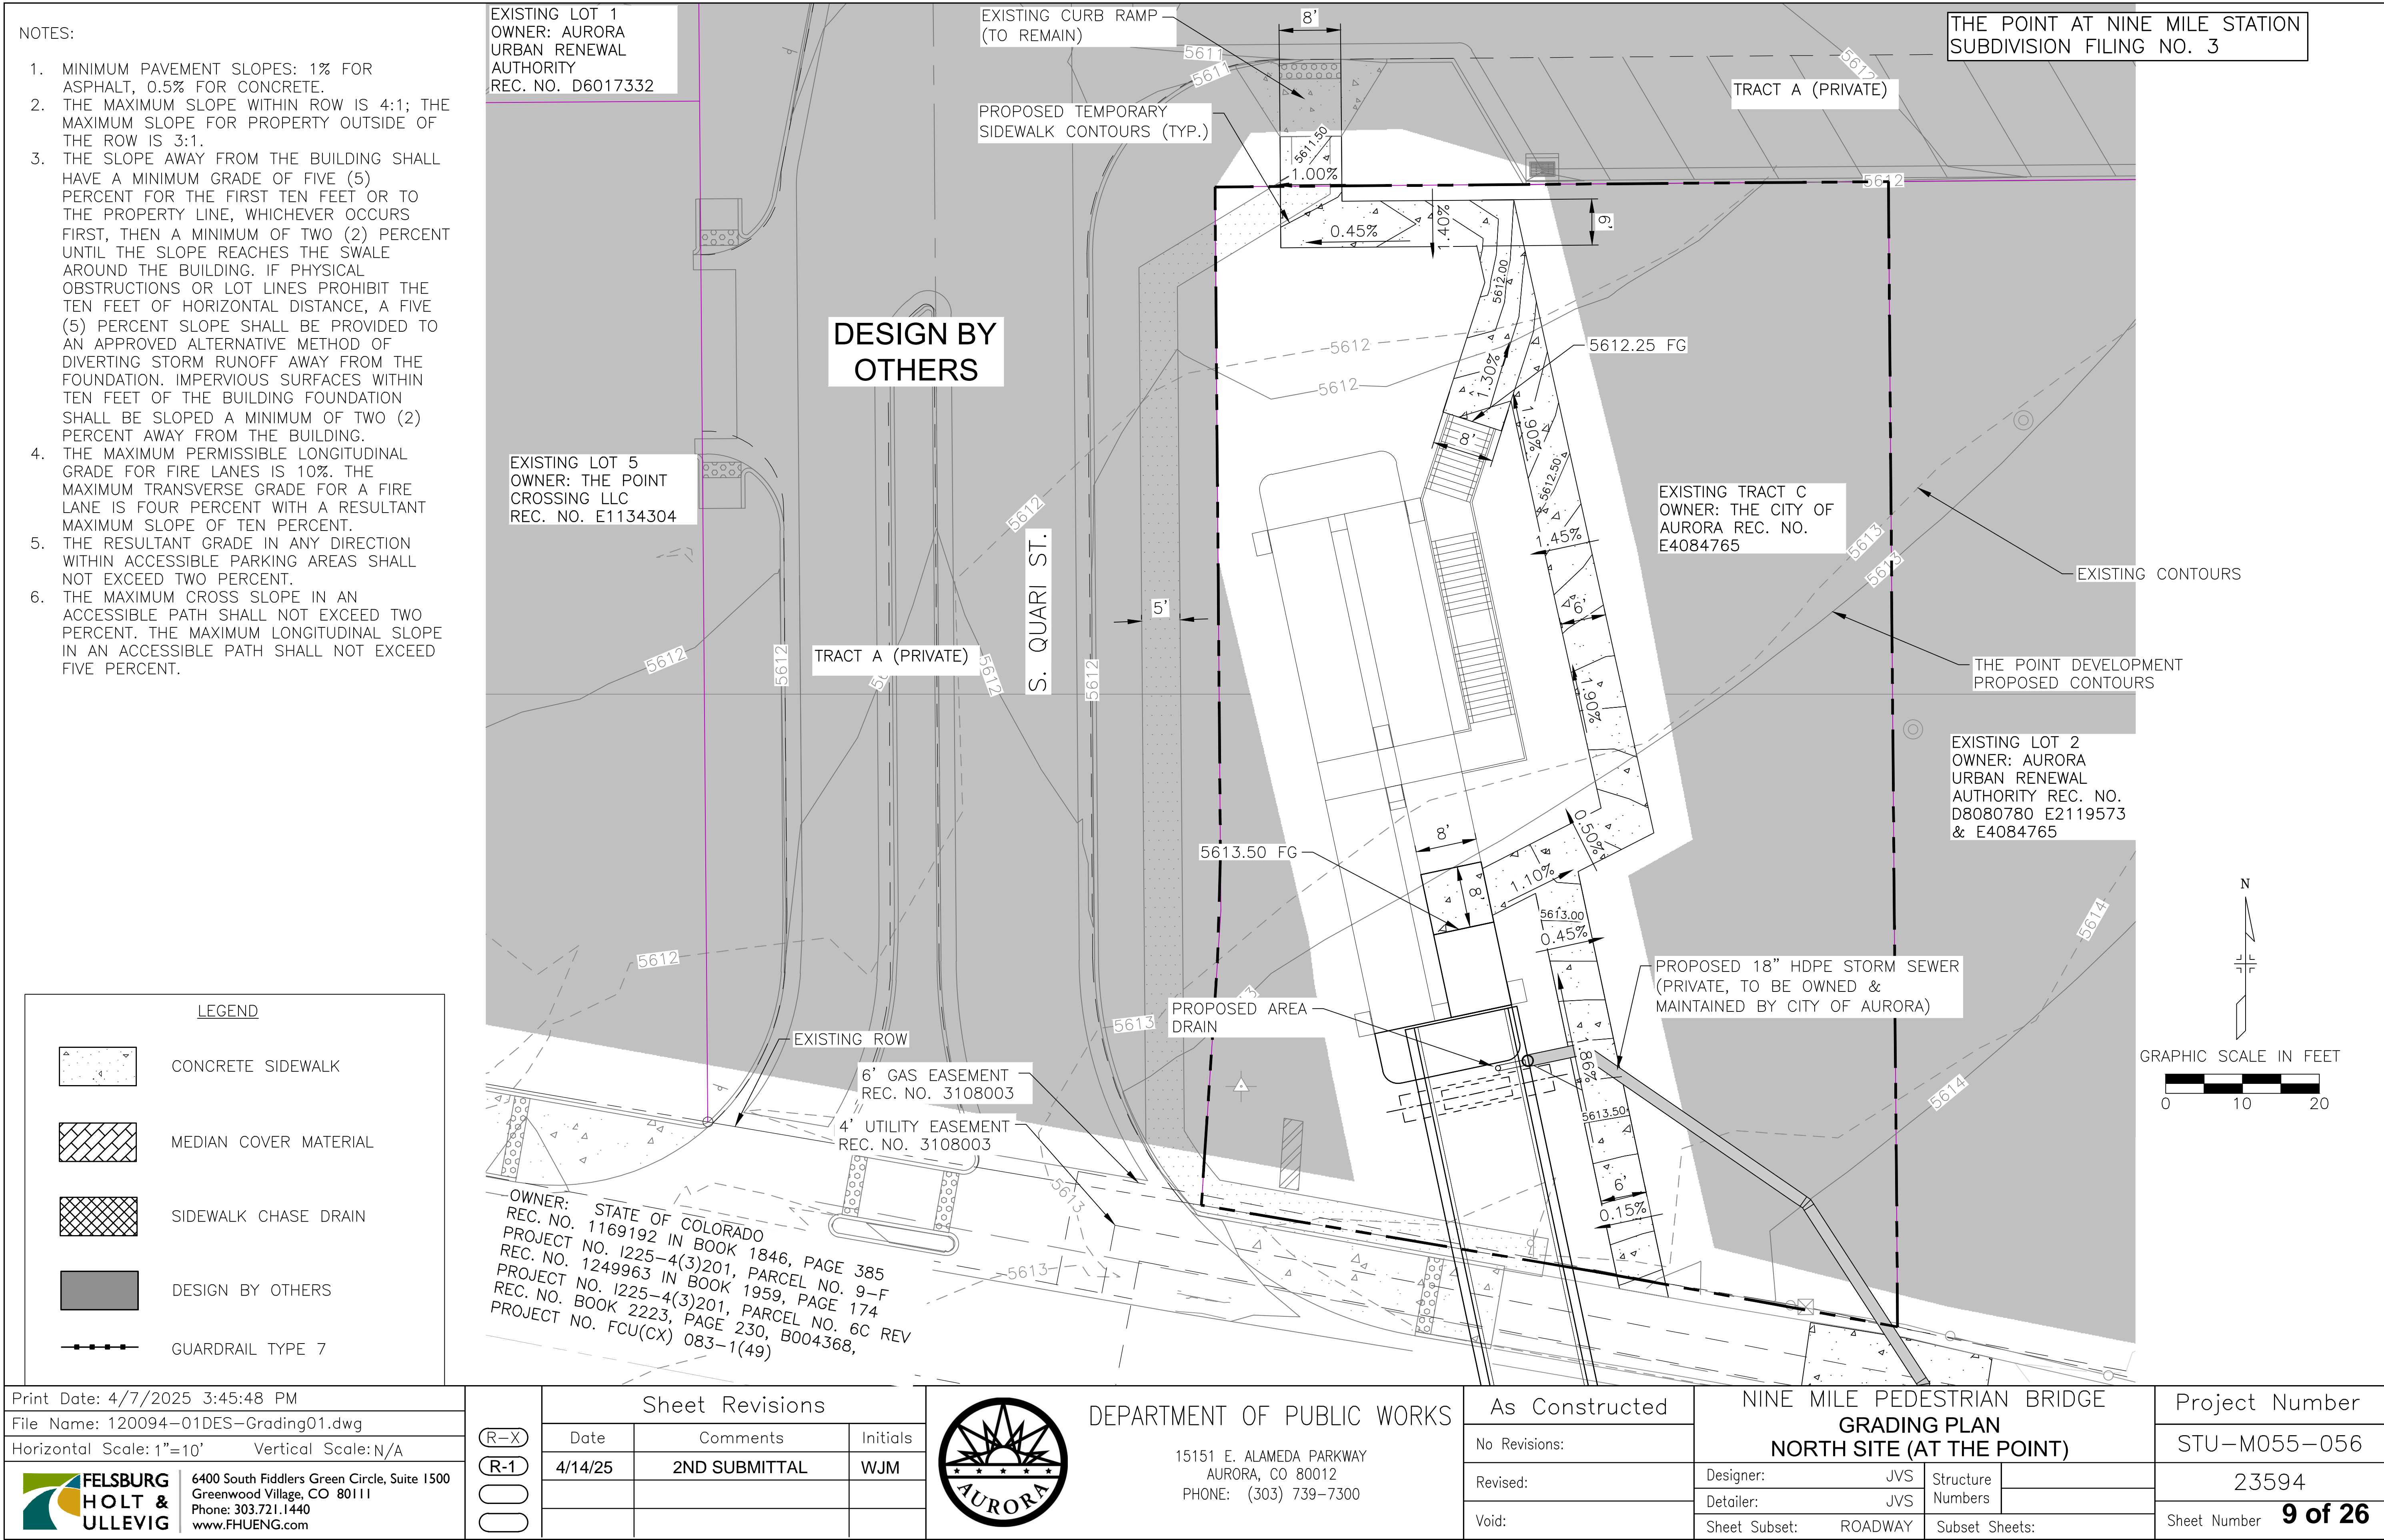 NOTES:
1. MINIMUM PAVEMENT SLOPES: 1% FOR
ASPHALT, 0.5% FOR CONCRETE.
2. THE MAXIMUM SLOPE WITHIN ROW IS 4:1; THE
MAXIMUM SLOPE FOR PROPERTY OUTSIDE OF
THE ROW IS 3:1.
3. THE SLOPE AWAY FROM THE BUILDING SHALL
HAVE A MINIMUM GRADE OF FIVE (5)
PERCENT FOR THE FIRST TEN FEET OR TO
THE PROPERTY LINE, WHICHEVER OCCURS
FIRST, THEN A MINIMUM OF TWO (2) PERCENT
UNTIL THE SLOPE REACHES THE SWALE
AROUND THE BUILDING. IF PHYSICAL
OBSTRUCTIONS OR LOT LINES PROHIBIT THE
TEN FEET OF HORIZONTAL DISTANCE, A FIVE
(5) PERCENT SLOPE SHALL BE PROVIDED TO
AN APPROVED ALTERNATIVE METHOD OF
DIVERTING STORM RUNOFF AWAY FROM THE
FOUNDATION. IMPERVIOUS SURFACES WITHIN
TEN FEET OF THE BUILDING FOUNDATION
SHALL BE SLOPED A MINIMUM OF TWO (2)
PERCENT AWAY FROM THE BUILDING.
4. THE MAXIMUM PERMISSIBLE LONGITUDINAL
GRADE FOR FIRE LANES IS 10%. THE
MAXIMUM TRANSVERSE GRADE FOR A FIRE
LANE IS FOUR PERCENT WITH A RESULTANT
MAXIMUM SLOPE OF TEN PERCENT.
5. THE RESULTANT GRADE IN ANY DIRECTION
WITHIN ACCESSIBLE PARKING AREAS SHALL
NOT EXCEED TWO PERCENT.
6. THE MAXIMUM CROSS SLOPE IN AN
ACCESSIBLE PATH SHALL NOT EXCEED TWO
PERCENT. THE MAXIMUM LONGITUDINAL SLOPE
IN AN ACCESSIBLE PATH SHALL NOT EXCEED
FIVE PERCENT.
LEGEND
CONCRETE SIDEWALK
MEDIAN COVER MATERIAL
SIDEWALK CHASE DRAIN
DESIGN BY OTHERS
GUARDRAIL TYPE 7
EXISTING LOT 1
OWNER: AURORA
URBAN RENEWAL
AUTHORITY
REC. NO. D6017332
EXISTING CURB RAMP
(TO REMAIN)
8'
THE POINT AT NINE MILE STATION
SUBDIVISION FILING NO. 3
5611
5611
5612
TRACT A (PRIVATE)
PROPOSED TEMPORARY
SIDEWALK CONTOURS (TYP.)
5611.50
1.00%
5612
0.45%
1.40%
6'
5612.00
DESIGN BY
OTHERS
5612
5612
5612.25 FG
1.30%
1.90%
8'
5612.50
EXISTING LOT 5
OWNER: THE POINT
CROSSING LLC
REC. NO. E1134304
5612
EXISTING TRACT C
OWNER: THE CITY OF
AURORA REC. NO.
E4084765
1.45%
5613
5613
EXISTING CONTOURS
S. QUARI ST.
5'
6'
5612
5612
TRACT A (PRIVATE)
5612
5612
THE POINT DEVELOPMENT
PROPOSED CONTOURS
1.90%
EXISTING LOT 2
OWNER: AURORA
URBAN RENEWAL
AUTHORITY REC. NO.
D8080780 E2119573
& E4084765
0.50%
8'
5613.50 FG
8'
1.10%
5613.00
0.45%
5614
5612
PROPOSED 18" HDPE STORM SEWER
(PRIVATE, TO BE OWNED &
MAINTAINED BY CITY OF AURORA)
PROPOSED AREA
DRAIN
5613
EXISTING ROW
1.86%
6' GAS EASEMENT
REC. NO. 3108003
4' UTILITY EASEMENT
REC. NO. 3108003
5614
5613.50
5613
6'
0.15%
5613
N
GRAPHIC SCALE IN FEET
0 10 20
OWNER: STATE OF COLORADO
REC. NO. 1169192 IN BOOK 1846, PAGE 385
PROJECT NO. I225-4(3)201, PARCEL NO. 9-F
REC. NO. 1249963 IN BOOK 1959, PAGE 174
PROJECT NO. I225-4(3)201, PARCEL NO. 6C REV
REC. NO. BOOK 2223, PAGE 230, B004368,
PROJECT NO. FCU(CX) 083-1(49)
Print Date: 4/7/2025 3:45:48 PM
File Name: 120094-01DES-Grading01.dwg
Horizontal Scale: 1"=10' Vertical Scale: N/A
FELSBURG
HOLT &
ULLEVIG
6400 South Fiddlers Green Circle, Suite 1500
Greenwood Village, CO 80111
Phone: 303.721.1440
www.FHUENG.com
Sheet Revisions
Date Comments Initials
R-X
R-1 4/14/25 2ND SUBMITTAL WJM
AURORA
DEPARTMENT OF PUBLIC WORKS
15151 E. ALAMEDA PARKWAY
AURORA, CO 80012
PHONE: (303) 739-7300
As Constructed
No Revisions:
Revised:
Void:
NINE MILE PEDESTRIAN BRIDGE
GRADING PLAN
NORTH SITE (AT THE POINT)
Designer: JVS
Detailer: JVS
Structure
Numbers
Sheet Subset: ROADWAY
Subset Sheets:
Project Number
STU-M055-056
23594
Sheet Number 9 of 26